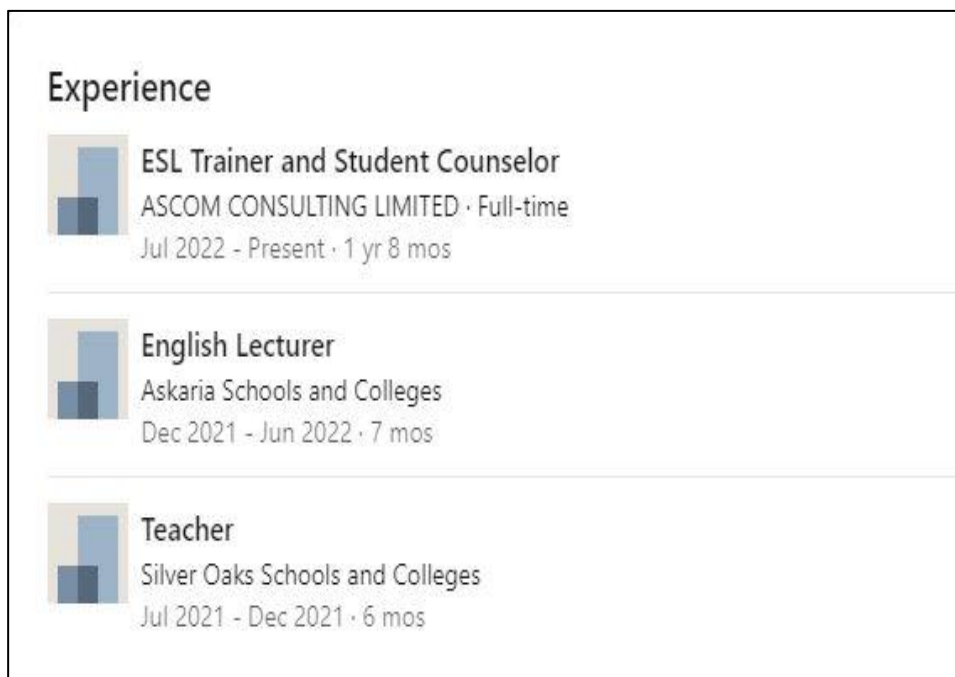 Experience
ESL Trainer and Student Counselor
ASCOM CONSULTING LIMITED · Full-time
Jul 2022 - Present · 1 yr 8 mos
English Lecturer
Askaria Schools and Colleges
Dec 2021 - Jun 2022 · 7 mos
Teacher
Silver Oaks Schools and Colleges
Jul 2021 - Dec 2021 · 6 mos